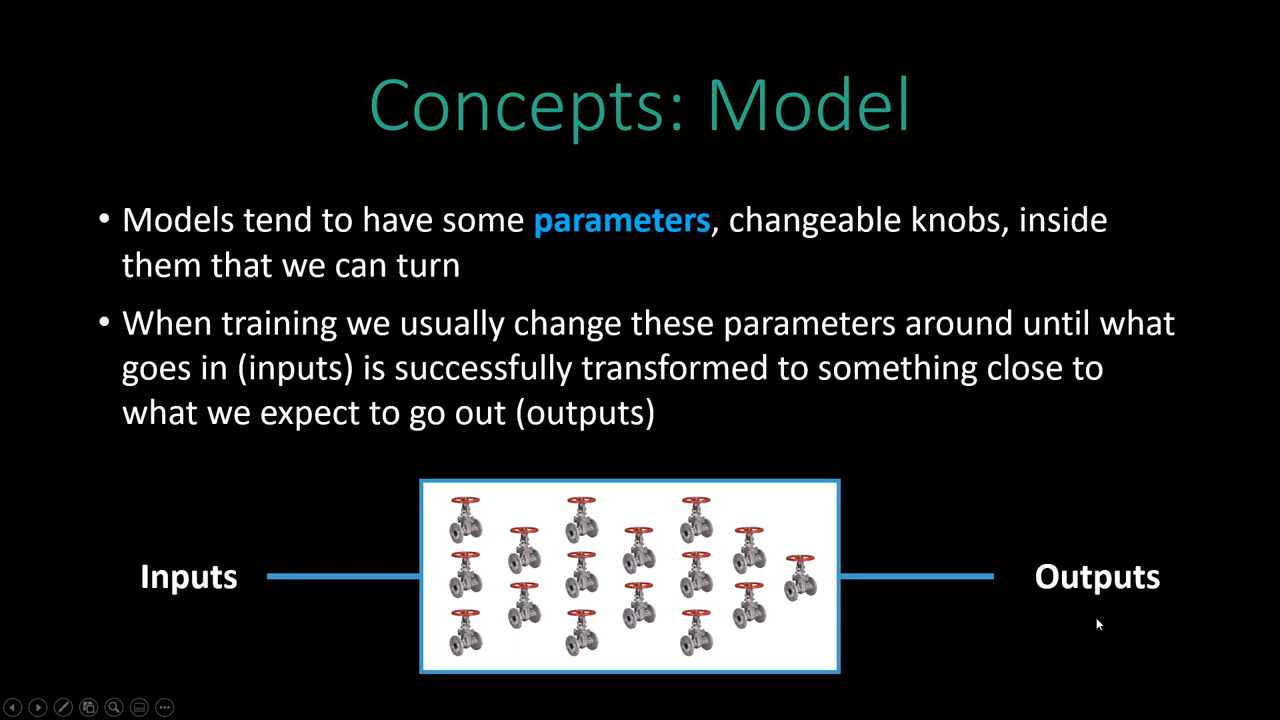 Concepts: Model
• Models tend to have some parameters, changeable knobs, inside
them that we can turn
• When training we usually change these parameters around until what
goes in (inputs) is successfully transformed to something close to
what we expect to go out (outputs)
Inputs
Outputs